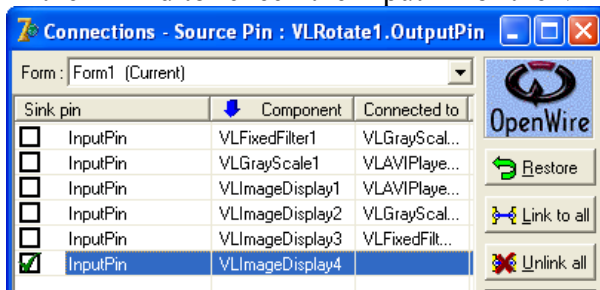 Connections - Source Pin : VLRotate1.OutputPin
Form : Form1 (Current)
OpenWire
Sink pin Component Connected to
InputPin VLFixedFilter1 VLGrayScal...
InputPin VLGrayScale1 VLAVIPlaye...
InputPin VLImageDisplay1 VLAVIPlaye...
InputPin VLImageDisplay2 VLGrayScal...
InputPin VLImageDisplay3 VLFixedFilt...
InputPin VLImageDisplay4
Restore
Link to all
Unlink all